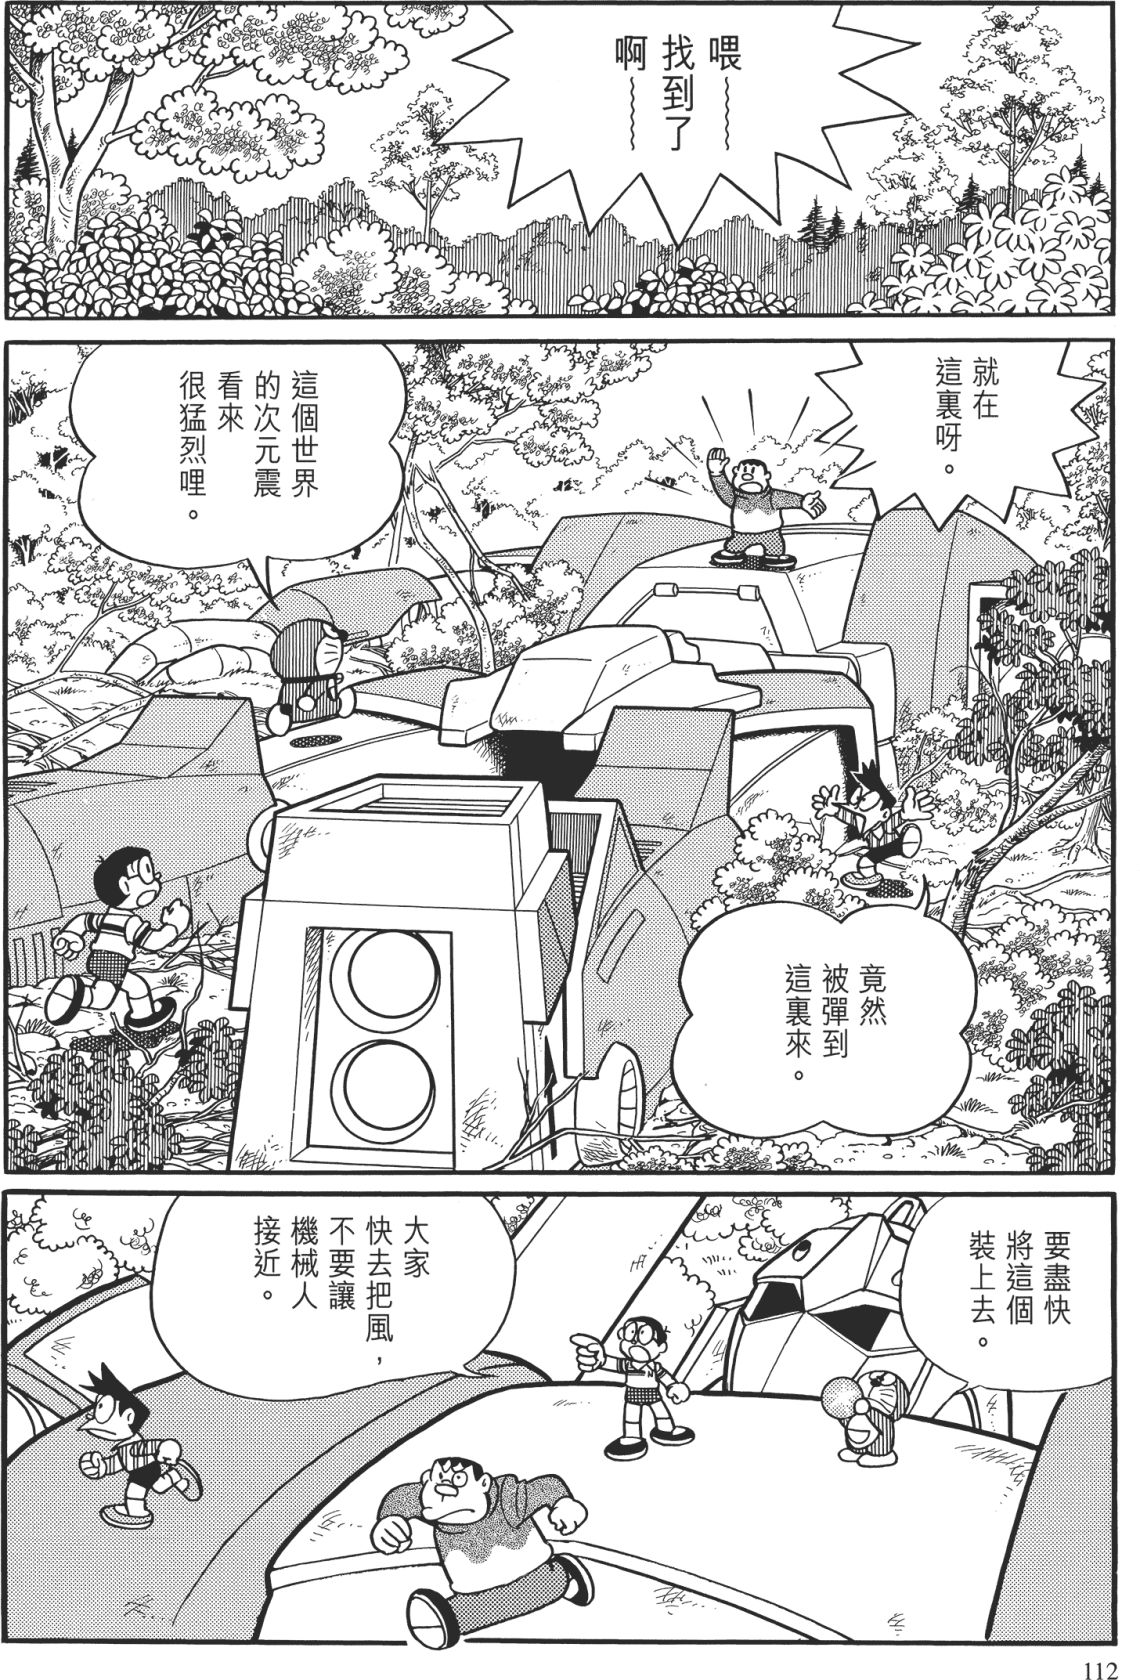 喂～
找到了
啊～
就在
這裏呀。
這個世界
的次元震
看來
很猛烈哩。
竟然
被彈到
這裏來。
要盡快
將這個
裝上去。
大家
快去把風，
不要讓
機械人
接近。
112